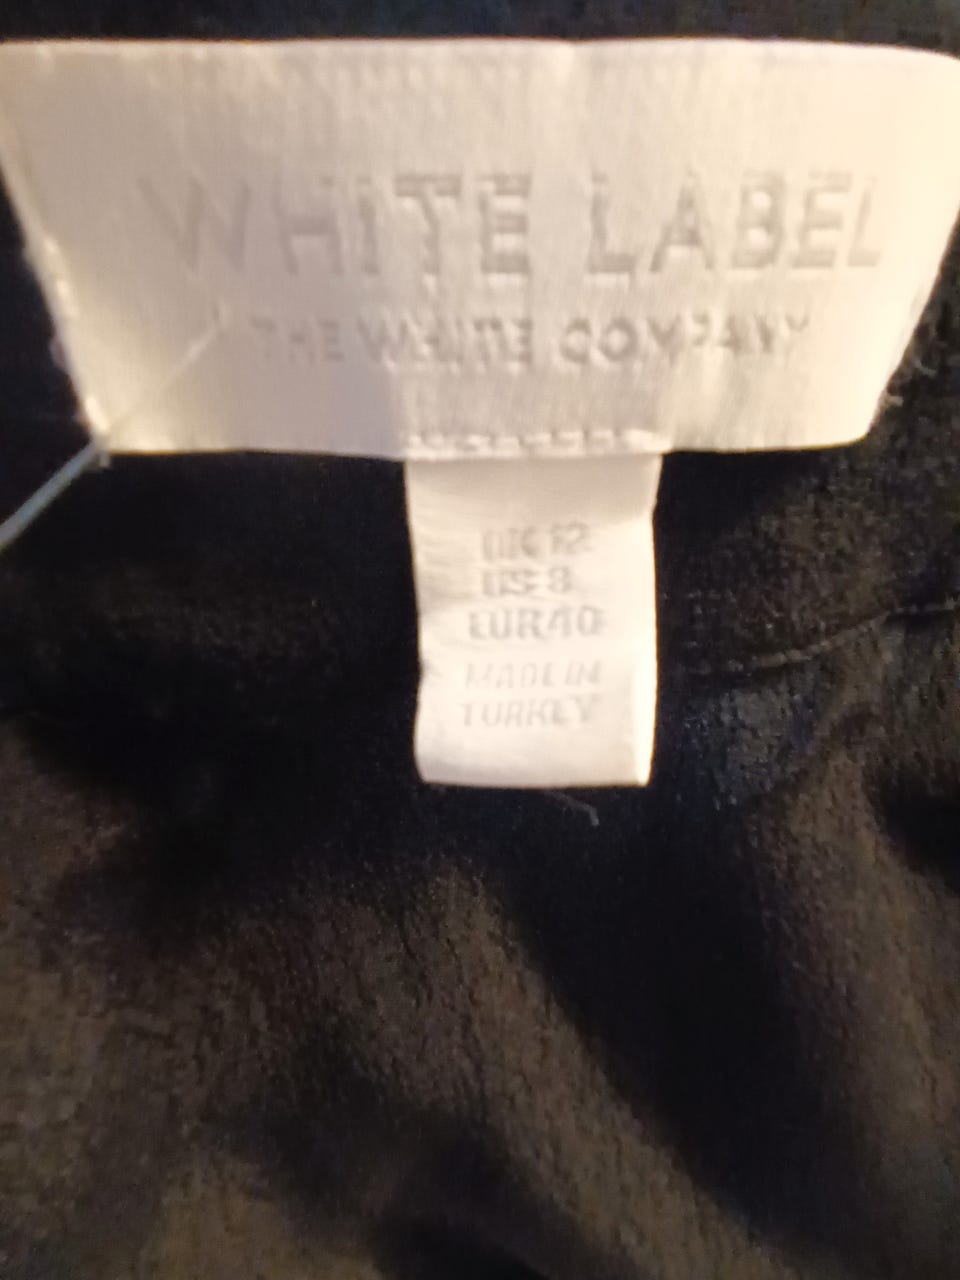 WHITE LABEL
THE WHITE COMPANY
UK 12
US 8
EUR 40
MADE IN
TURKEY